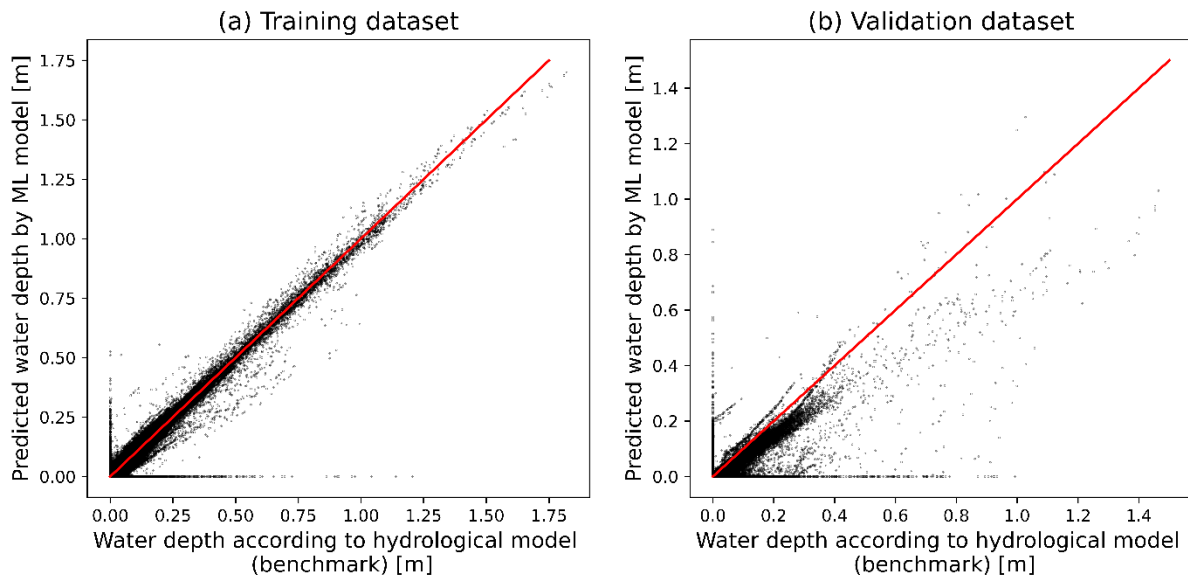 (a) Training dataset
Predicted water depth by ML model [m]
1.75
1.50
1.25
1.00
0.75
0.50
0.25
0.00
0.00 0.25 0.50 0.75 1.00 1.25 1.50 1.75
Water depth according to hydrological model
(benchmark) [m]
(b) Validation dataset
Predicted water depth by ML model [m]
1.4
1.2
1.0
0.8
0.6
0.4
0.2
0.0
0.0 0.2 0.4 0.6 0.8 1.0 1.2 1.4
Water depth according to hydrological model
(benchmark) [m]